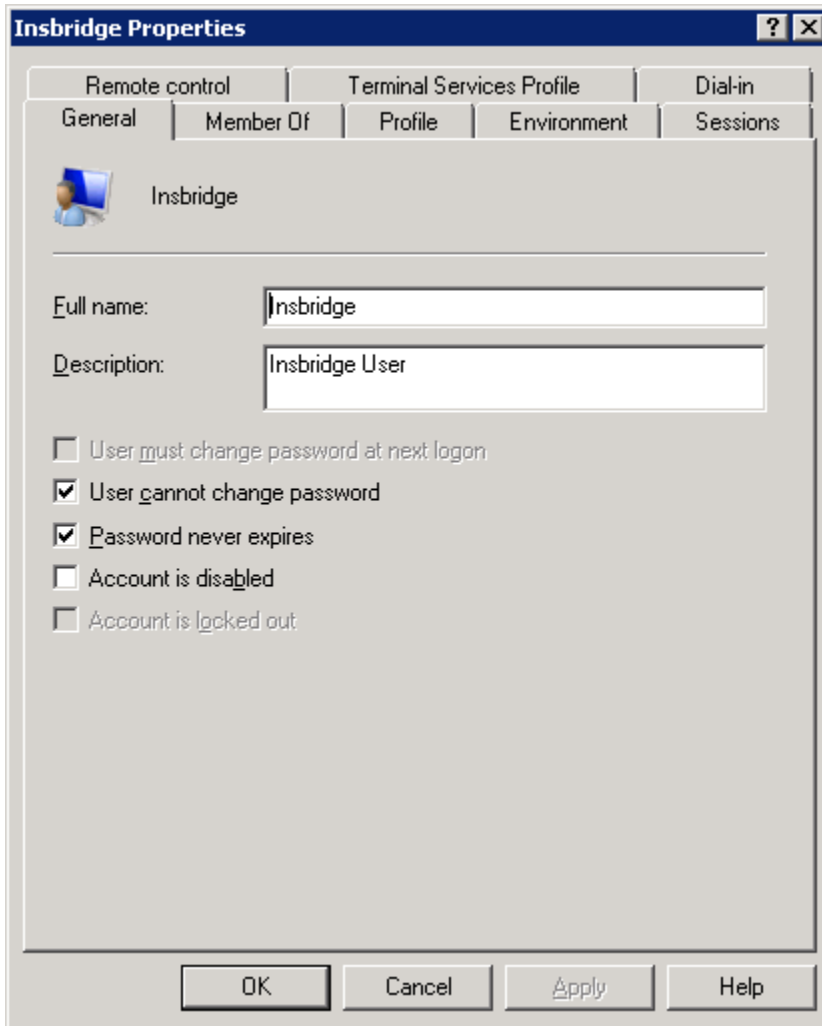 Insbridge Properties
Remote control Terminal Services Profile Dial-in
General Member Of Profile Environment Sessions
Insbridge
Full name: Insbridge
Description: Insbridge User
User must change password at next logon
User cannot change password
Password never expires
Account is disabled
Account is locked out
OK Cancel Apply Help